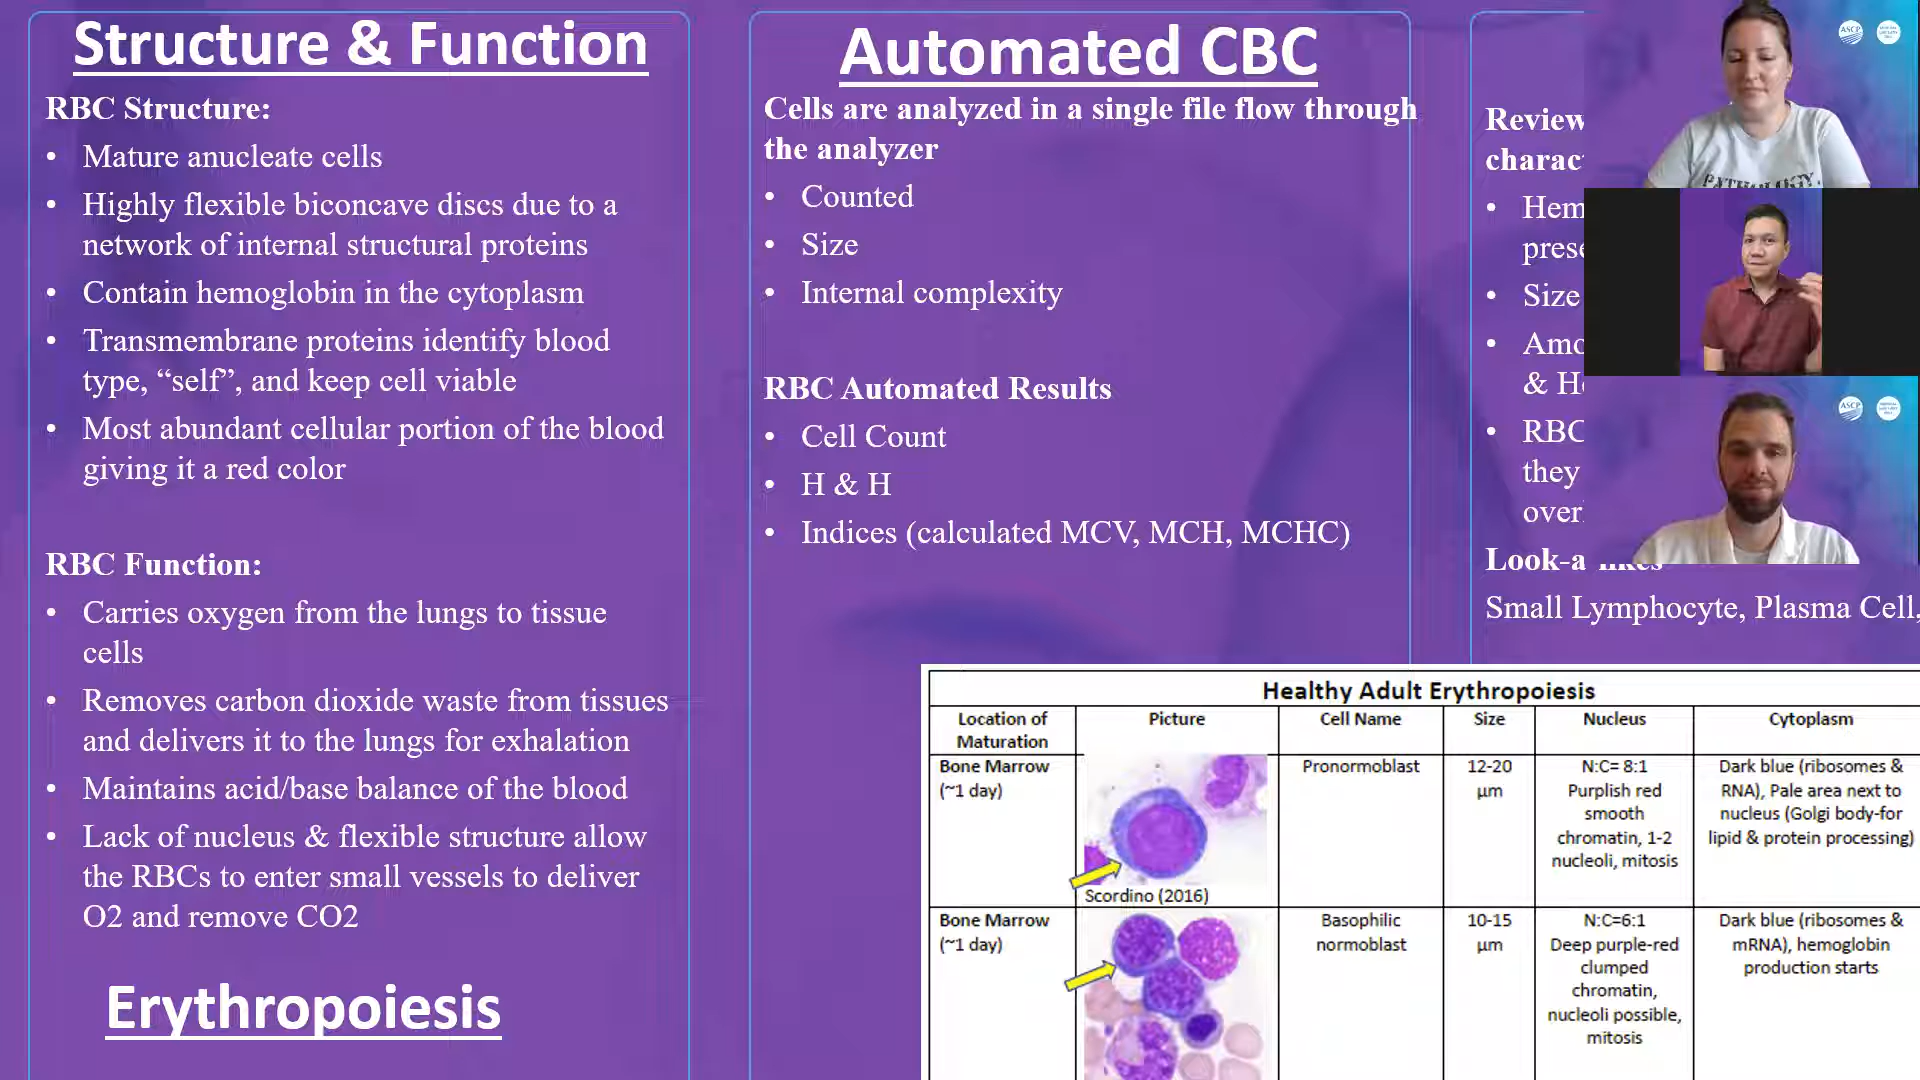 Structure & Function
RBC Structure:
• Mature anucleate cells
• Highly flexible biconcave discs due to a
network of internal structural proteins
• Contain hemoglobin in the cytoplasm
• Transmembrane proteins identify blood
type, “self”, and keep cell viable
• Most abundant cellular portion of the blood
giving it a red color
RBC Function:
• Carries oxygen from the lungs to tissue
cells
• Removes carbon dioxide waste from tissues
and delivers it to the lungs for exhalation
• Maintains acid/base balance of the blood
• Lack of nucleus & flexible structure allow
the RBCs to enter small vessels to deliver
O2 and remove CO2
Erythropoiesis
Automated CBC
Cells are analyzed in a single file flow through
the analyzer
• Counted
• Size
• Internal complexity
RBC Automated Results
• Cell Count
• H & H
• Indices (calculated MCV, MCH, MCHC)
Review
• Size
&
• RBC
they
Small Lymphocyte, Plasma Cell,
ASCP
ASCP
Healthy Adult Erythropoiesis
Location of
Maturation
Picture
Cell Name
Size
Nucleus
Cytoplasm
Bone Marrow
(~1 day)
Scordino (2016)
Pronormoblast
12-20
µm
N:C= 8:1
Purplish red
smooth
chromatin, 1-2
nucleoli, mitosis
Dark blue (ribosomes &
RNA), Pale area next to
nucleus (Golgi body-for
lipid & protein processing)
Bone Marrow
(~1 day)
Basophilic
normoblast
10-15
µm
N:C=6:1
Deep purple-red
clumped
chromatin,
nucleoli possible,
mitosis
Dark blue (ribosomes &
mRNA), hemoglobin
production starts